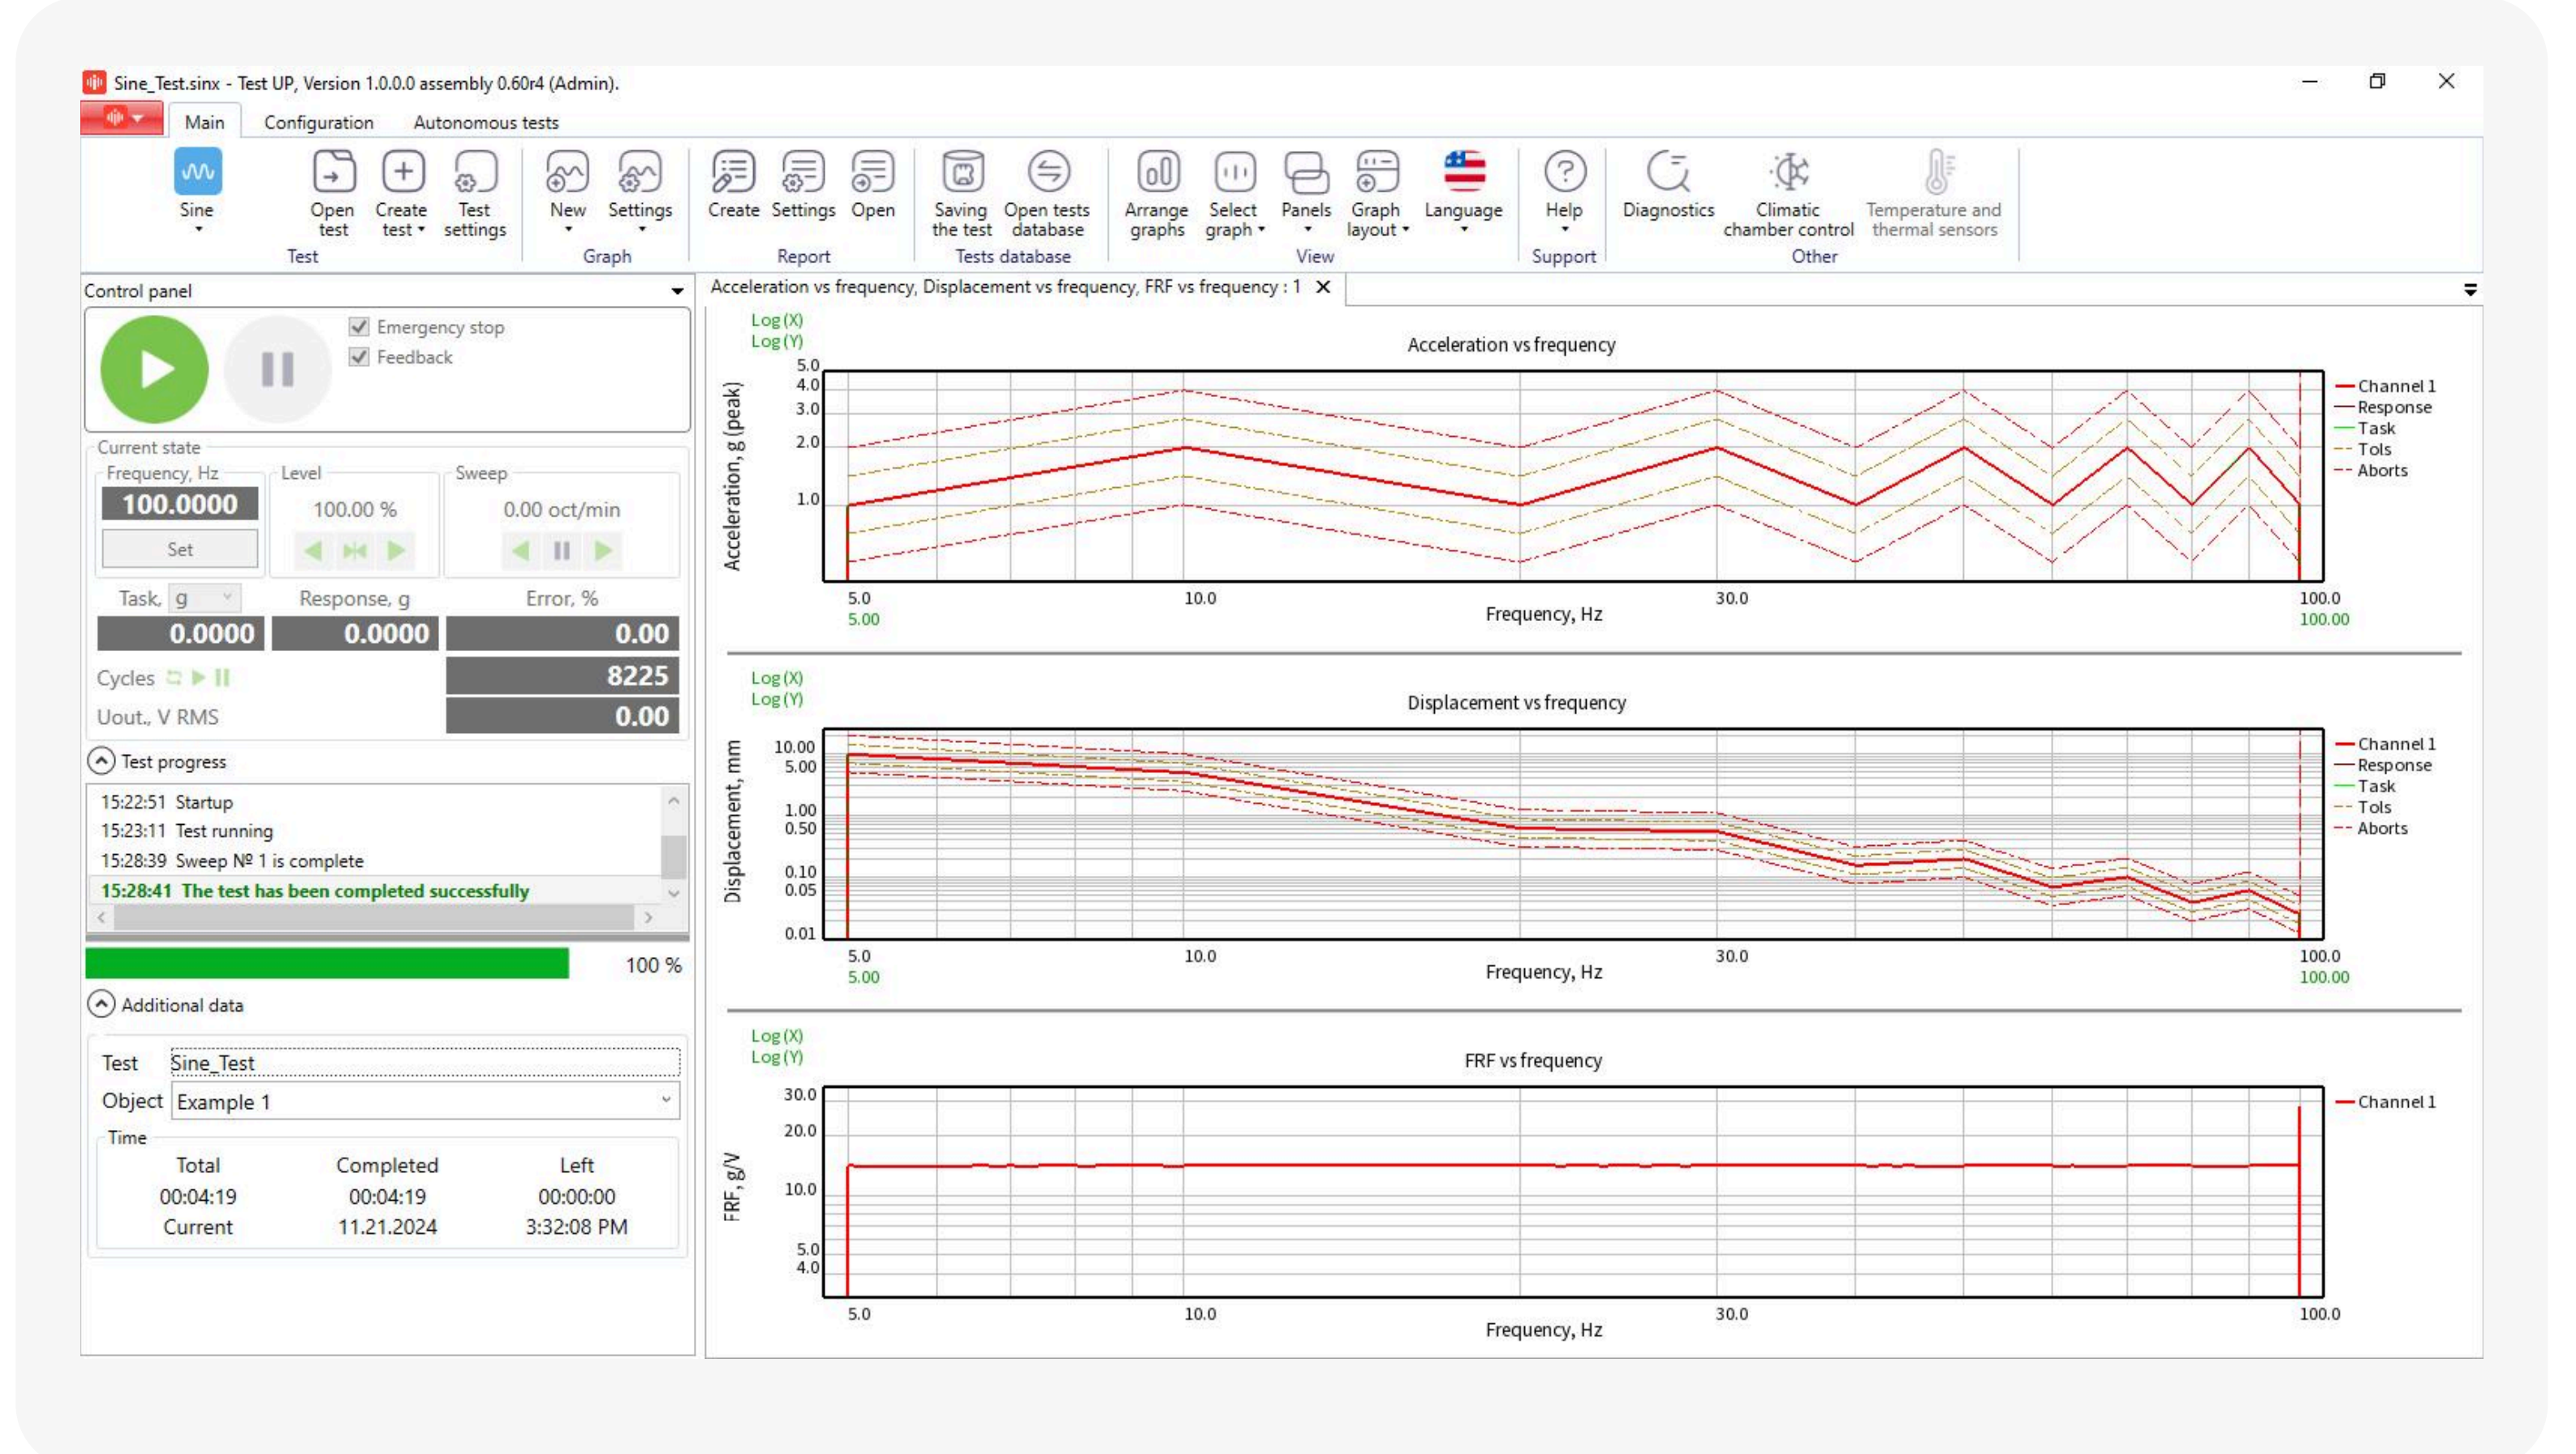 Sine_Test.sinx - Test UP, Version 1.0.0.0 assembly 0.60r4 (Admin).
Main Configuration Autonomous tests
Sine
Open test
Create test
Test settings
Test
New
Settings
Graph
Create
Settings
Open
Report
Saving the test
Open tests database
Tests database
Arrange graphs
Select graph
Panels
Graph layout
Language
View
Help
Support
Diagnostics
Climatic chamber control
Temperature and thermal sensors
Other
Control panel
Emergency stop
Feedback
Current state
Frequency, Hz Level Sweep
100.0000 100.00 % 0.00 oct/min
Set
Task, g Response, g Error, %
0.0000 0.0000 0.00
Cycles 8225
Uout., V RMS 0.00
Test progress
15:22:51 Startup
15:23:11 Test running
15:28:39 Sweep № 1 is complete
15:28:41 The test has been completed successfully
100 %
Additional data
Test Sine_Test
Object Example 1
Time
Total Completed Left
00:04:19 00:04:19 00:00:00
Current 11.21.2024 3:32:08 PM
Acceleration vs frequency, Displacement vs frequency, FRF vs frequency : 1
Log(X)
Log(Y)
Acceleration vs frequency
Acceleration, g (peak)
5.0
4.0
3.0
2.0
1.0
5.0 10.0 30.0 100.0
Frequency, Hz
5.00 100.00
Channel 1
Response
Task
Tols
Aborts
Log(X)
Log(Y)
Displacement vs frequency
Displacement, mm
10.00
5.00
1.00
0.50
0.10
0.05
0.01
5.0 10.0 30.0 100.0
Frequency, Hz
5.00 100.00
Channel 1
Response
Task
Tols
Aborts
Log(X)
Log(Y)
FRF vs frequency
FRF, g/V
30.0
20.0
10.0
5.0
4.0
5.0 10.0 30.0 100.0
Frequency, Hz
Channel 1